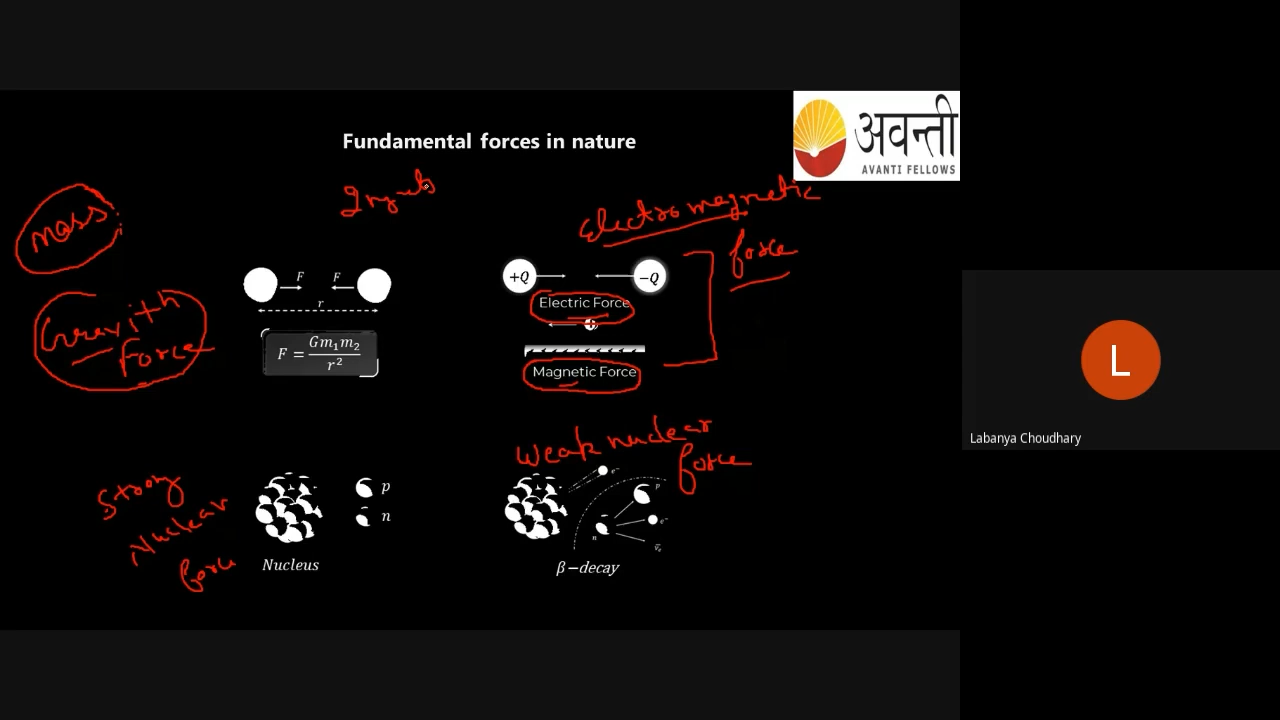 Fundamental forces in nature
अवन्ती
AVANTI FELLOWS
mass
Electromagnetic
force
F F
r
+Q -Q
Electric Force
Gravith
Force
F = Gm₁m₂ / r²
Magnetic Force
Weak nuclear
force
Strong
Nuclear
force
p
n
Nucleus
e⁻
p
e⁻
n
β-decay
L
Labanya Choudhary